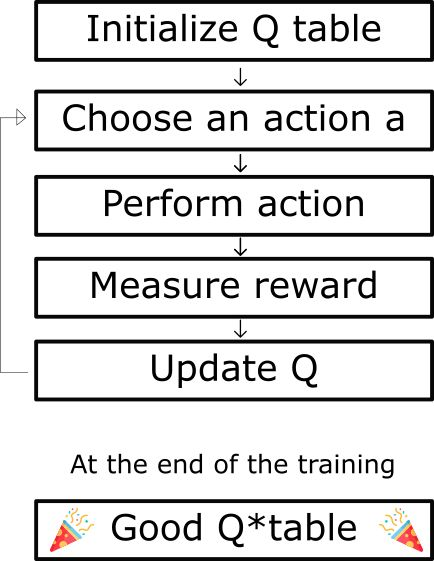 Initialize Q table
Choose an action a
Perform action
Measure reward
Update Q
At the end of the training
Good Q*table